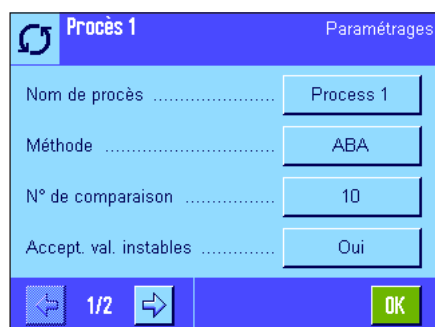 Procès 1
Paramétrages
Nom de procès ...................... Process 1
Méthode ............................... ABA
N° de comparaison ................ 10
Accept. val. instables ............. Oui
1/2
OK